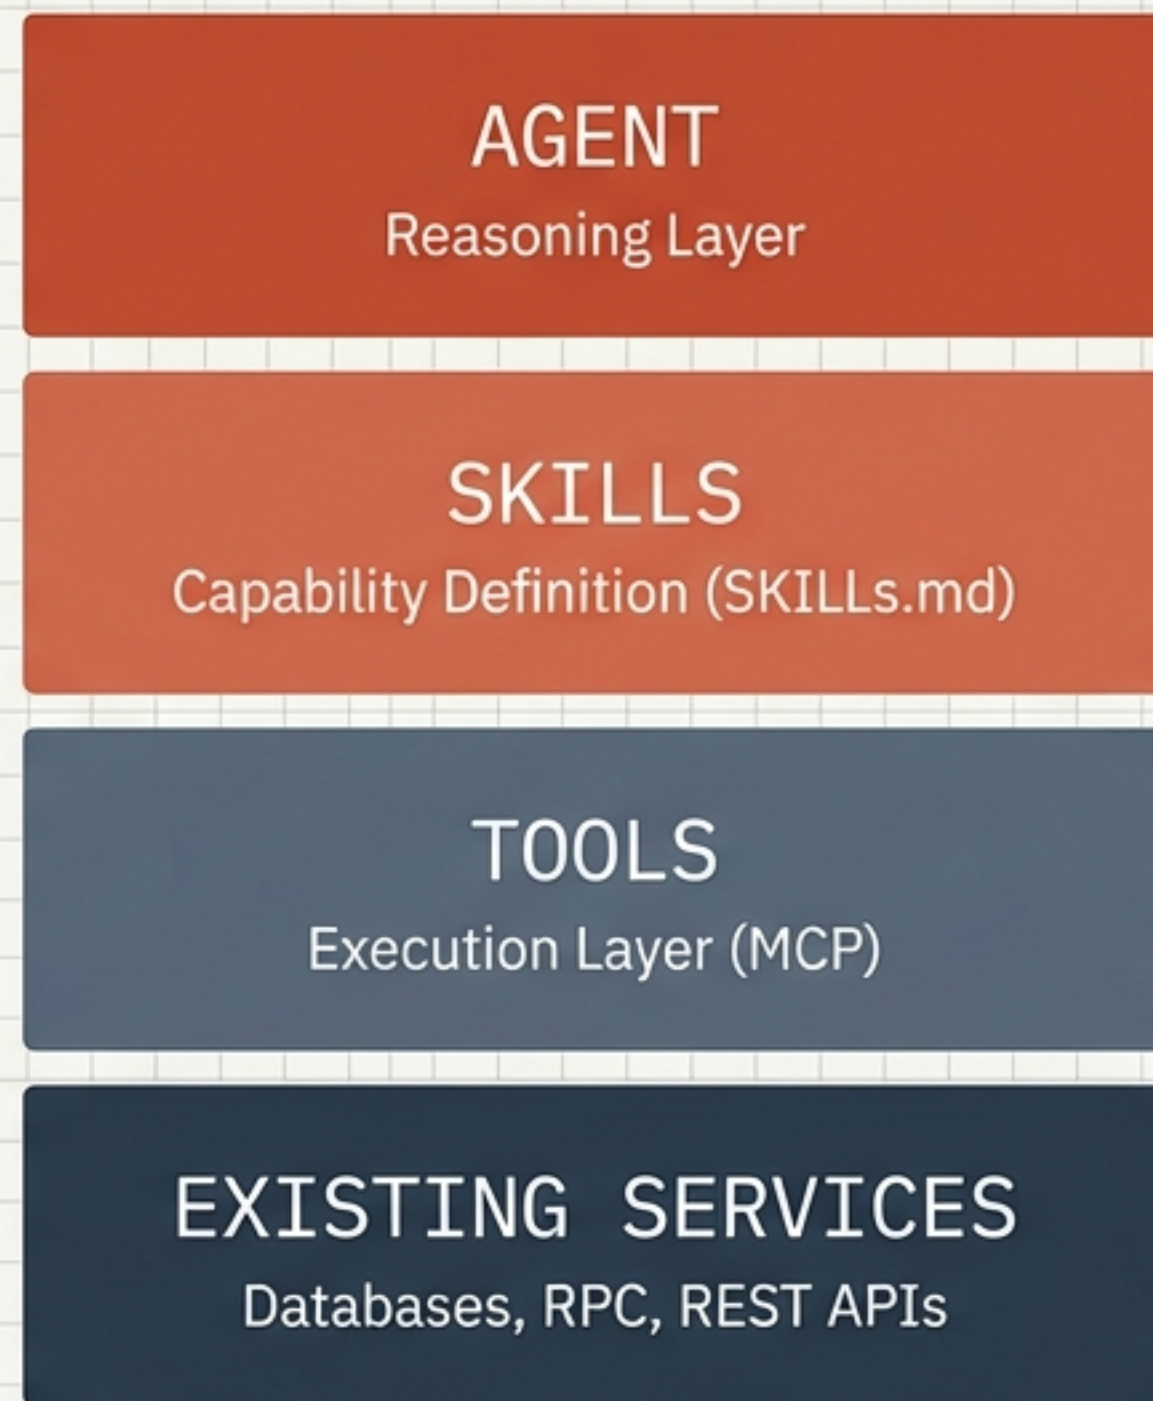 AGENT
Reasoning Layer
SKILLS
Capability Definition (SKILLs.md)
TOOLS
Execution Layer (MCP)
EXISTING SERVICES
Databases, RPC, REST APIs